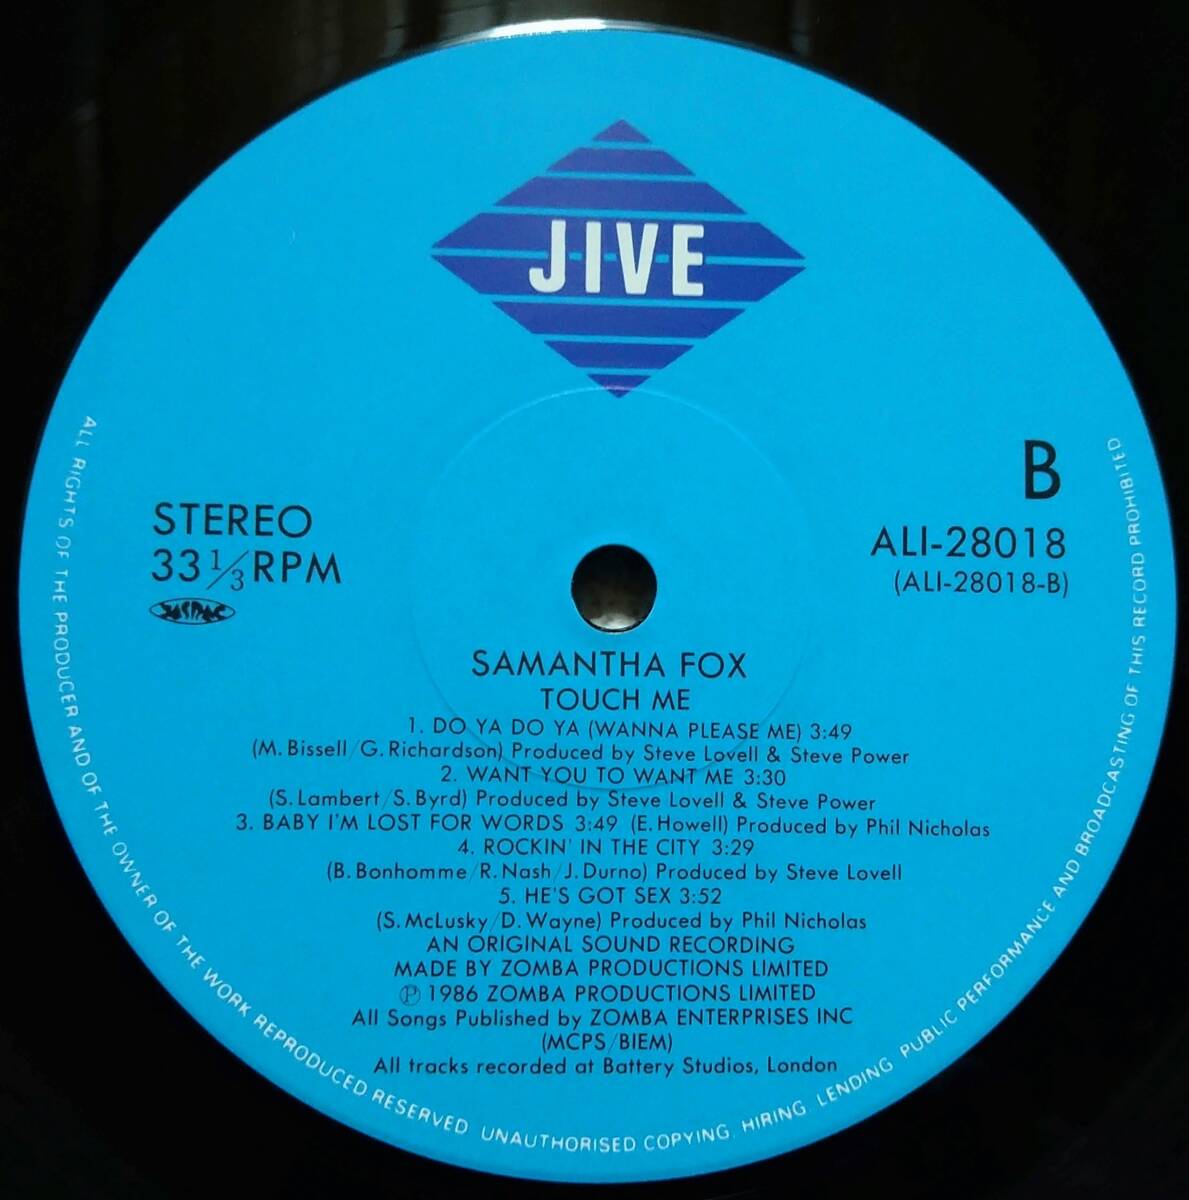 JIVE
B
STEREO
33 1/3 RPM
JASRAC
ALI-28018
(ALI-28018-B)
SAMANTHA FOX
TOUCH ME
1. DO YA DO YA (WANNA PLEASE ME) 3:49
(M. Bissell/G. Richardson) Produced by Steve Lovell & Steve Power
2. WANT YOU TO WANT ME 3:30
(S. Lambert/S. Byrd) Produced by Steve Lovell & Steve Power
3. BABY I'M LOST FOR WORDS 3:49 (E. Howell) Produced by Phil Nicholas
4. ROCKIN' IN THE CITY 3:29
(B. Bonhomme/R. Nash/J. Durno) Produced by Steve Lovell
5. HE'S GOT SEX 3:52
(S. McLusky/D. Wayne) Produced by Phil Nicholas
AN ORIGINAL SOUND RECORDING
MADE BY ZOMBA PRODUCTIONS LIMITED
Ⓟ 1986 ZOMBA PRODUCTIONS LIMITED
All Songs Published by ZOMBA ENTERPRISES INC
(MCPS/BIEM)
All tracks recorded at Battery Studios, London
ALL RIGHTS OF THE PRODUCER AND OF THE OWNER OF THE WORK REPRODUCED RESERVED UNAUTHORISED COPYING, HIRING, LENDING PUBLIC PERFORMANCE AND BROADCASTING OF THIS RECORD PROHIBITED